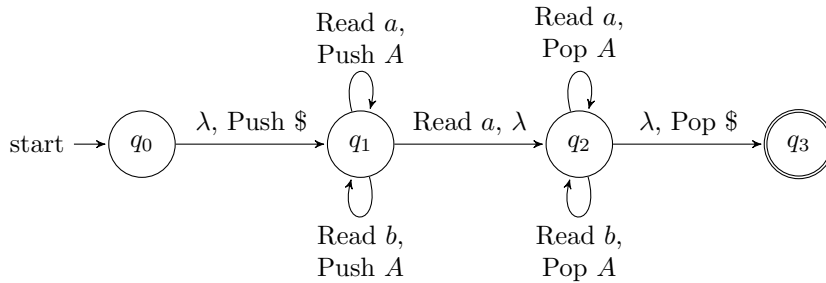 Read a,
Push A
Read a,
Pop A
start
q₀
λ, Push $
q₁
Read a, λ
q₂
λ, Pop $
q₃
Read b,
Push A
Read b,
Pop A